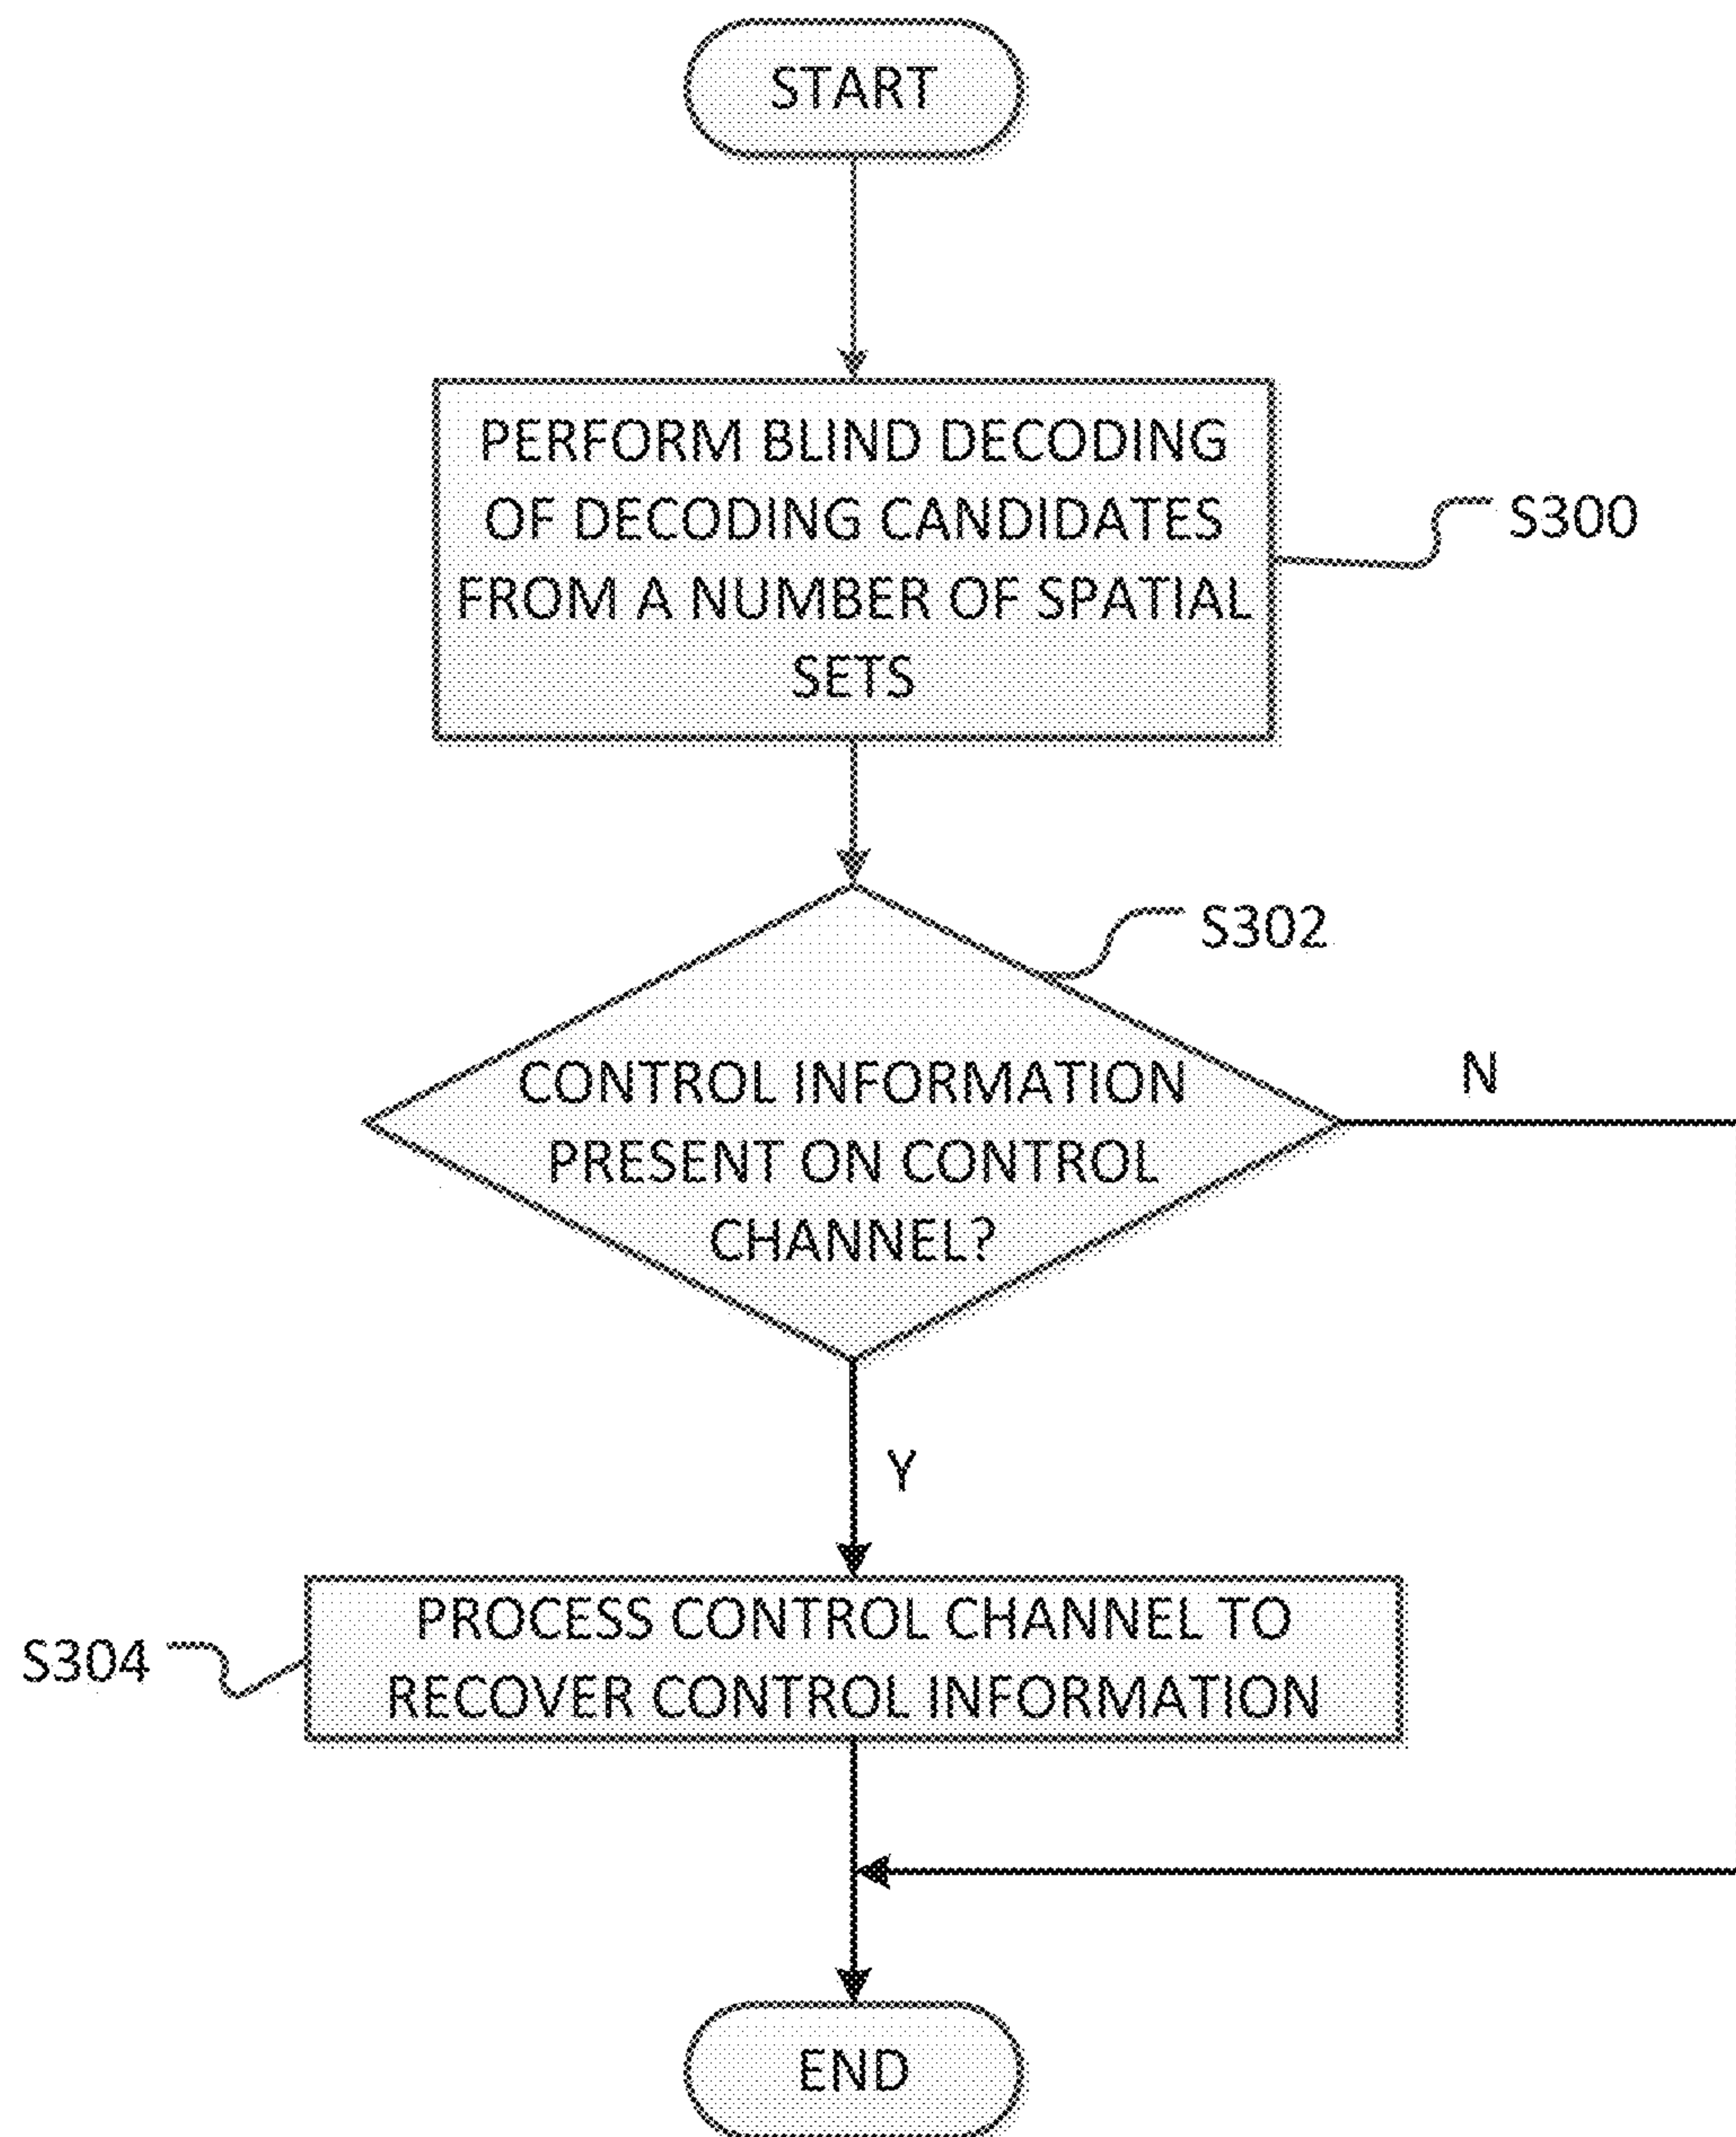 START
PERFORM BLIND DECODING
OF DECODING CANDIDATES
FROM A NUMBER OF SPATIAL
SETS
S300
S302
CONTROL INFORMATION
PRESENT ON CONTROL
CHANNEL?
N
Y
PROCESS CONTROL CHANNEL TO
RECOVER CONTROL INFORMATION
S304
END